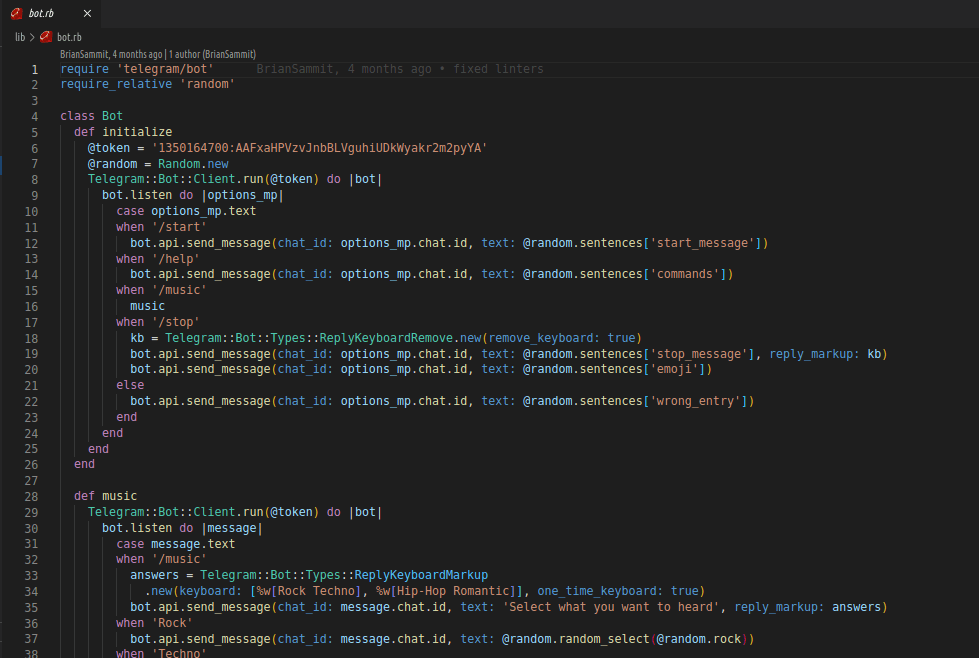 bot.rb
lib > bot.rb
BrianSammit, 4 months ago | 1 author (BrianSammit)
1 require 'telegram/bot' BrianSammit, 4 months ago • fixed linters
2 require_relative 'random'
3
4 class Bot
5 def initialize
6 @token = '1350164700:AAFxaHPVzvJnbBLVguhiUDkWyakr2m2pyYA'
7 @random = Random.new
8 Telegram::Bot::Client.run(@token) do |bot|
9 bot.listen do |options_mp|
10 case options_mp.text
11 when '/start'
12 bot.api.send_message(chat_id: options_mp.chat.id, text: @random.sentences['start_message'])
13 when '/help'
14 bot.api.send_message(chat_id: options_mp.chat.id, text: @random.sentences['commands'])
15 when '/music'
16 music
17 when '/stop'
18 kb = Telegram::Bot::Types::ReplyKeyboardRemove.new(remove_keyboard: true)
19 bot.api.send_message(chat_id: options_mp.chat.id, text: @random.sentences['stop_message'], reply_markup: kb)
20 bot.api.send_message(chat_id: options_mp.chat.id, text: @random.sentences['emoji'])
21 else
22 bot.api.send_message(chat_id: options_mp.chat.id, text: @random.sentences['wrong_entry'])
23 end
24 end
25 end
26 end
27
28 def music
29 Telegram::Bot::Client.run(@token) do |bot|
30 bot.listen do |message|
31 case message.text
32 when '/music'
33 answers = Telegram::Bot::Types::ReplyKeyboardMarkup
34 .new(keyboard: [%w[Rock Techno], %w[Hip-Hop Romantic]], one_time_keyboard: true)
35 bot.api.send_message(chat_id: message.chat.id, text: 'Select what you want to heard', reply_markup: answers)
36 when 'Rock'
37 bot.api.send_message(chat_id: message.chat.id, text: @random.random_select(@random.rock))
38 when 'Techno'